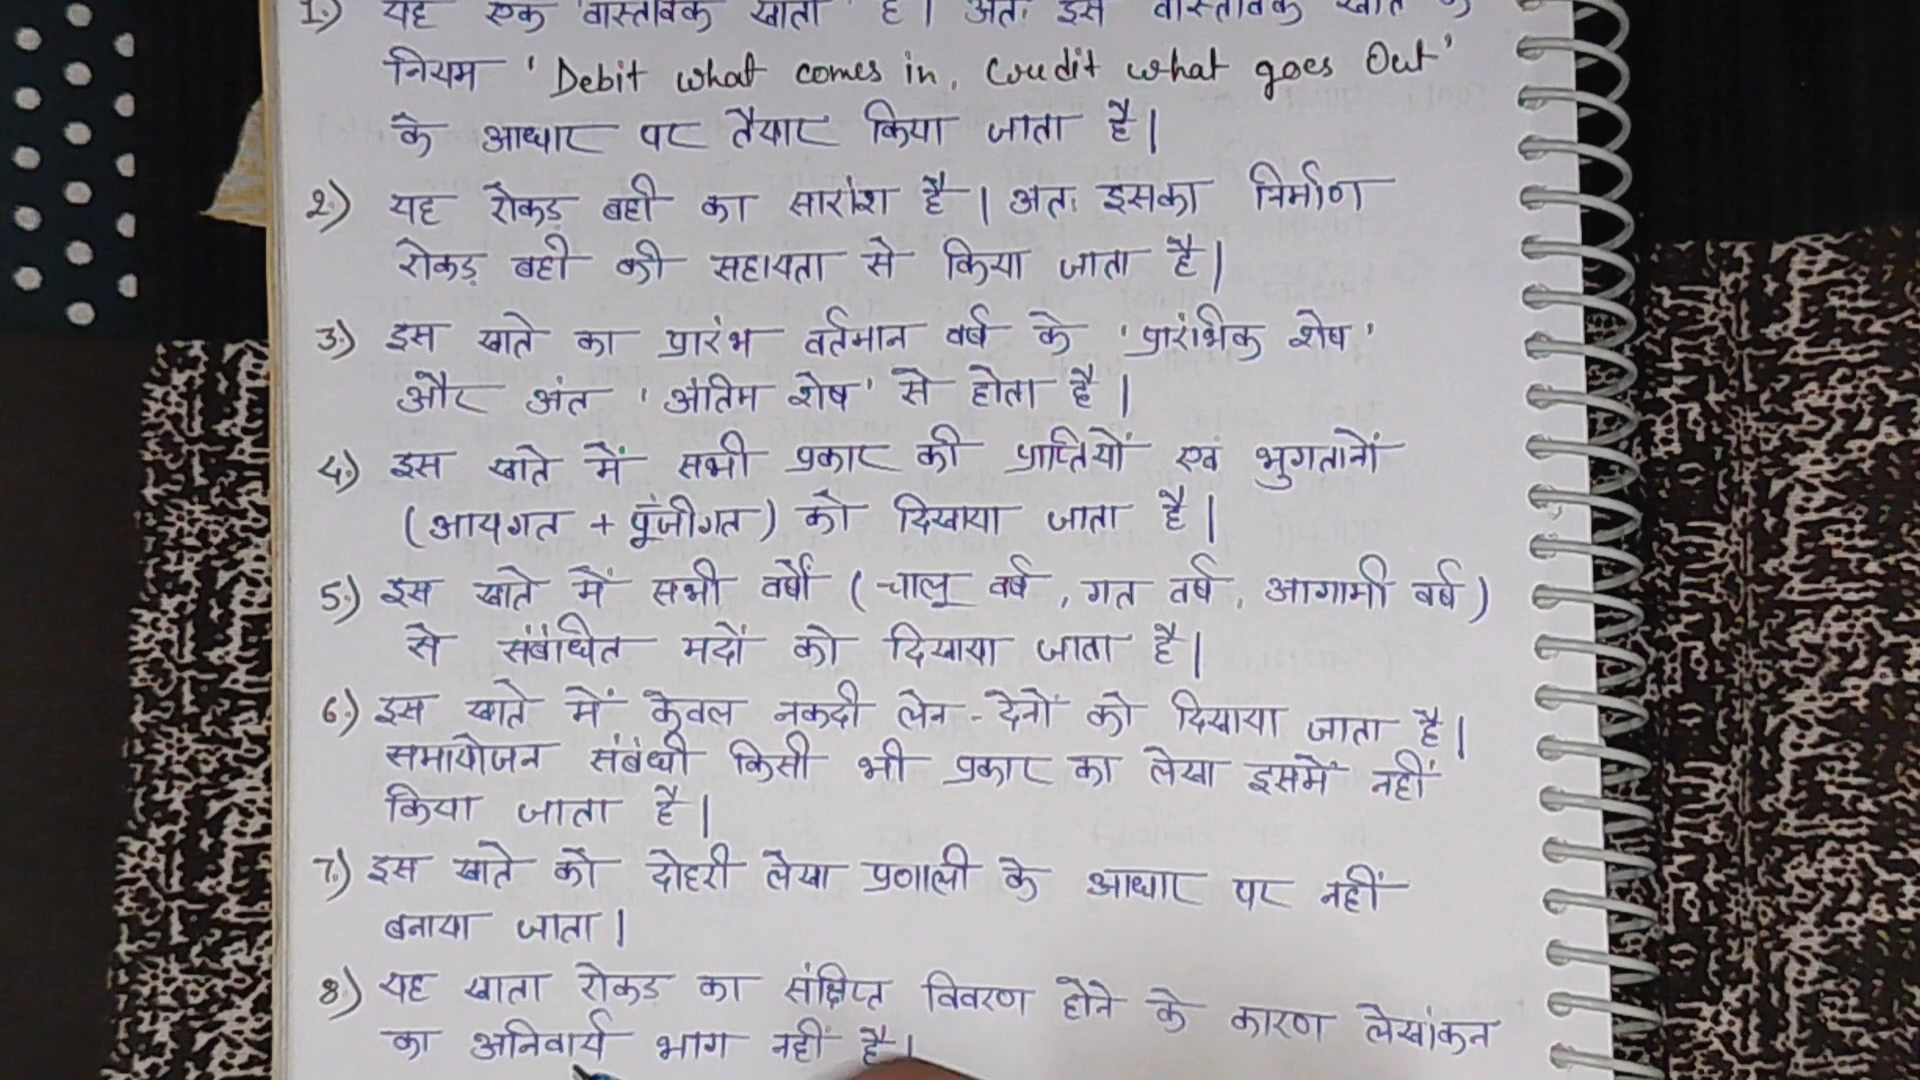 1.) यह एक वास्तविक खाता है। अतः इसे वास्तविक खाते के
नियम 'Debit what comes in, Credit what goes Out'
के आधार पर तैयार किया जाता है।
2.) यह रोकड़ बही का सारांश है। अतः इसका निर्माण
रोकड़ बही की सहायता से किया जाता है।
3.) इस खाते का प्रारंभ वर्तमान वर्ष के 'प्रारंभिक शेष'
और अंत 'अंतिम शेष' से होता है।
4.) इस खाते में सभी प्रकार की प्राप्तियों एवं भुगतानों
(आयगत + पूंजीगत) को दिखाया जाता है।
5.) इस खाते में सभी वर्षों (चालू वर्ष, गत वर्ष, आगामी वर्ष)
से संबंधित मदों को दिखाया जाता है।
6.) इस खाते में केवल नकदी लेन-देनों को दिखाया जाता है।
समायोजन संबंधी किसी भी प्रकार का लेखा इसमें नहीं
किया जाता है।
7.) इस खाते को दोहरी लेखा प्रणाली के आधार पर नहीं
बनाया जाता।
8.) यह खाता रोकड़ का संक्षिप्त विवरण होने के कारण लेखांकन
का अनिवार्य भाग नहीं है।